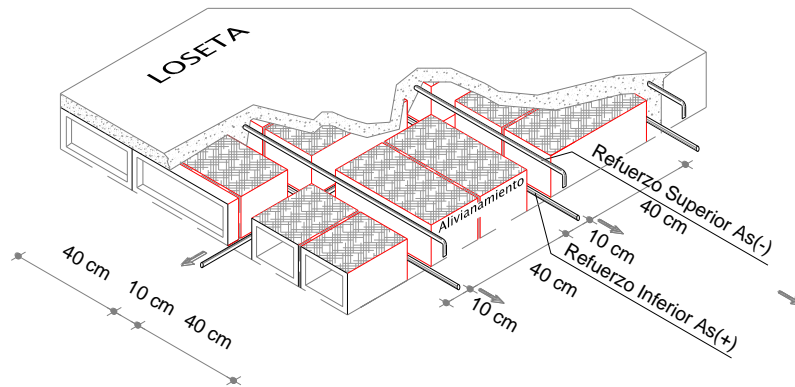 LOSETA
Alivianamiento
Refuerzo Superior As(-)
40 cm
10 cm
Refuerzo Inferior As(+)
40 cm
10 cm
40 cm
10 cm
40 cm